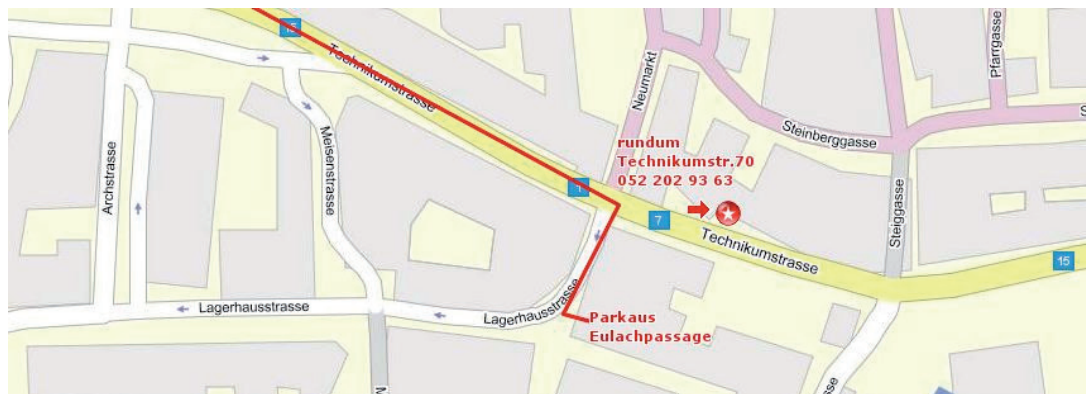 15
Technikumstrasse
Neumarkt
Pfarrgasse
Steinberggasse
rundum
Technikumstr.70
052 202 93 63
Meisenstrasse
Archstrasse
1
7
Technikumstrasse
Steiggasse
15
Lagerhausstrasse
Lagerhausstrasse
Parkaus
Eulachpassage